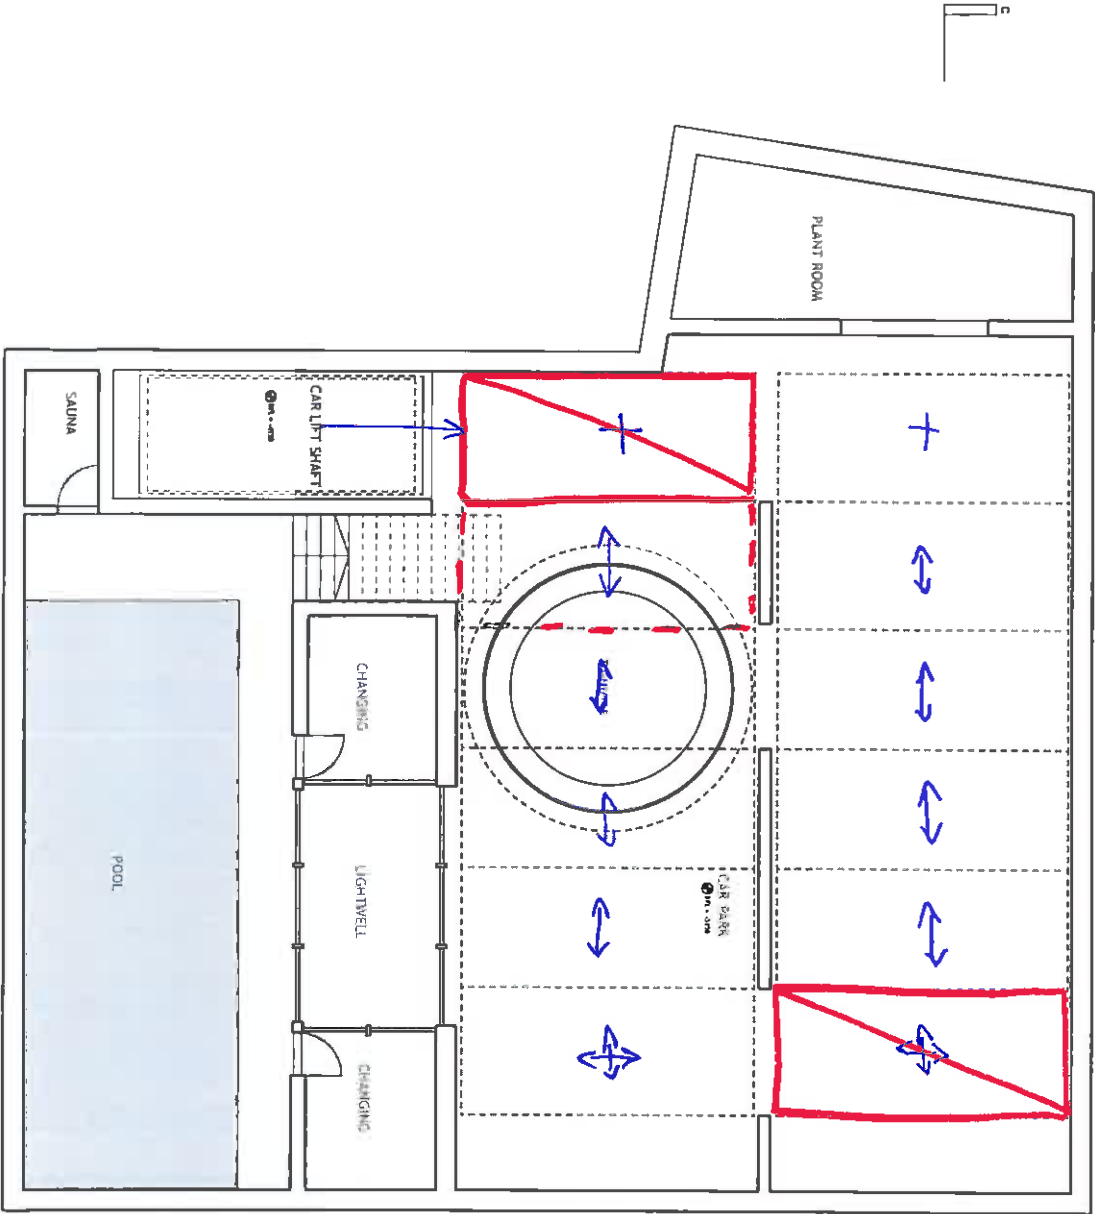 C
PLANT ROOM
CAR LIFT SHAFT
SAUNA
CHANGING
CAR PARK
LIGHTWELL
POOL
CHANGING